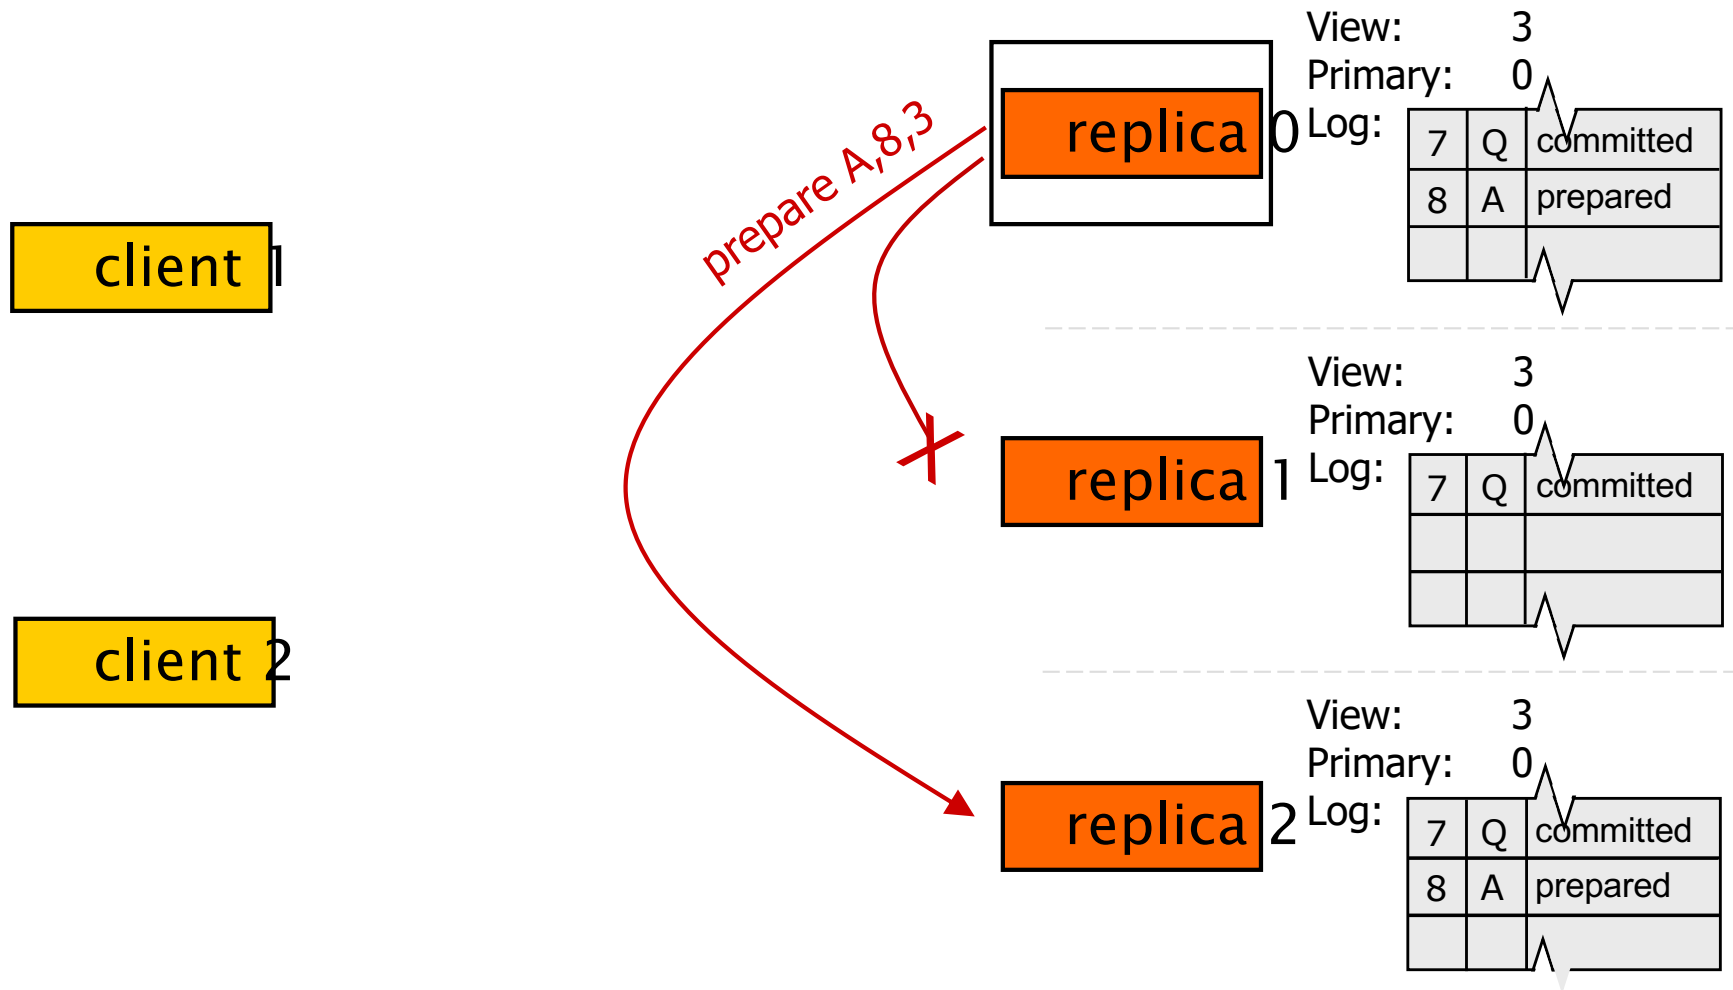 View: 3
Primary: 0
replica 0
Log:
7 Q committed
8 A prepared
prepare A,8,3
client 1
View: 3
Primary: 0
replica 1
Log:
7 Q committed
client 2
View: 3
Primary: 0
replica 2
Log:
7 Q committed
8 A prepared